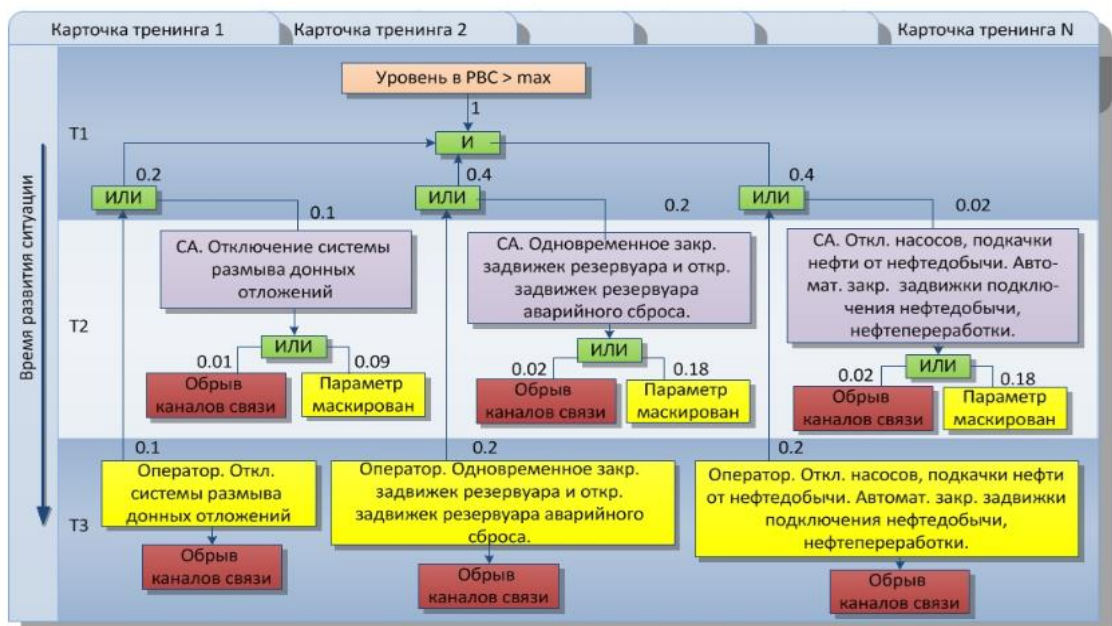 Карточка тренинга 1
Карточка тренинга 2
Карточка тренинга N
Время развития ситуации
Уровень в РВС > max
1
T1
И
0.2
0.4
0.4
ИЛИ
ИЛИ
ИЛИ
0.1
0.2
0.02
T2
СА. Отключение системы
размыва донных
отложений
СА. Одновременное закр.
задвижек резервуара и откр.
задвижек резервуара
аварийного сброса.
СА. Откл. насосов, подкачки
нефти от нефтедобычи. Авто-
мат. закр. задвижки подклю-
чения нефтедобычи,
нефтепереработки.
ИЛИ
0.01
0.09
Обрыв
каналов связи
Параметр
маскирован
ИЛИ
0.02
0.18
Обрыв
каналов связи
Параметр
маскирован
ИЛИ
0.02
0.18
Обрыв
каналов связи
Параметр
маскирован
0.1
0.2
0.2
T3
Оператор. Откл.
системы размыва
донных отложений
Оператор. Одновременное закр.
задвижек резервуара и откр.
задвижек резервуара аварийного
сброса.
Оператор. Откл. насосов, подкачки нефти
от нефтедобычи. Автомат. закр. задвижки
подключения нефтедобычи,
нефтепереработки.
Обрыв
каналов связи
Обрыв
каналов связи
Обрыв
каналов связи